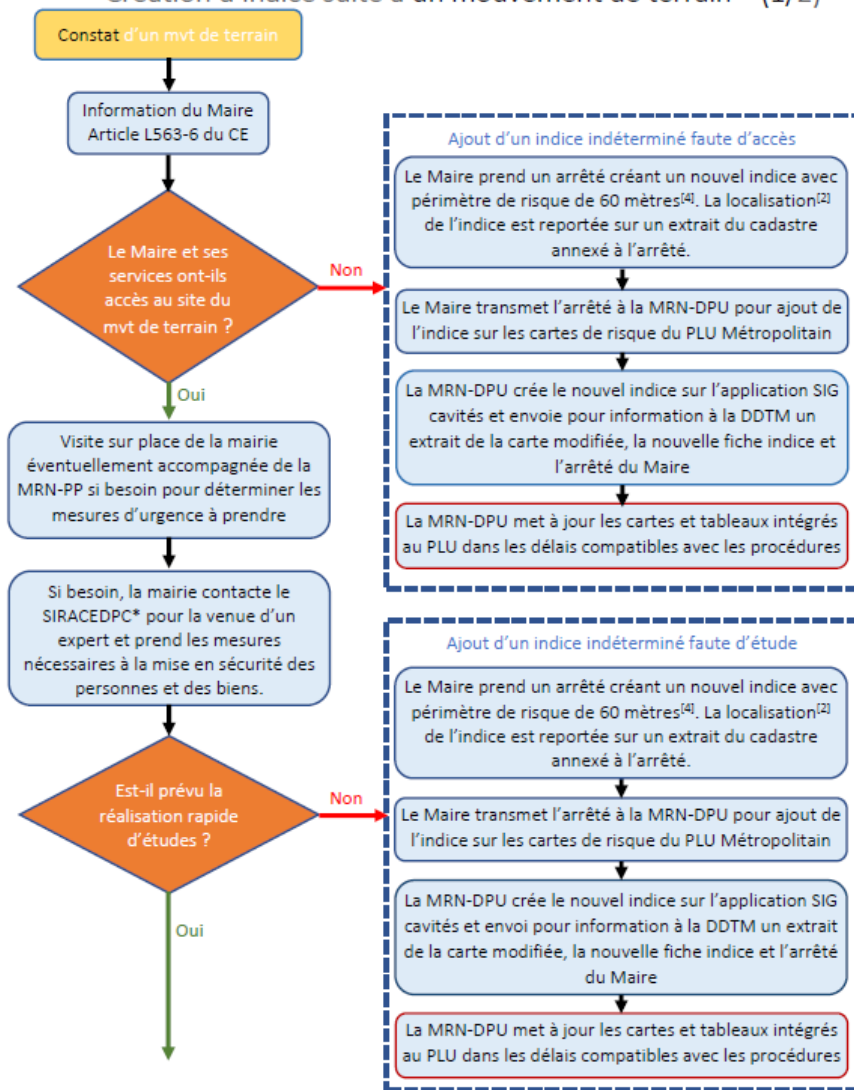 Création d'indice suite à un mouvement de terrain (1/2)
Constat d'un mvt de terrain
Information du Maire
Article L563-6 du CE
Le Maire et ses
services ont-ils
accès au site du
mvt de terrain ?
Non
Oui
Ajout d'un indice indéterminé faute d'accès
Le Maire prend un arrêté créant un nouvel indice avec
périmètre de risque de 60 mètres[4]. La localisation[2]
de l'indice est reportée sur un extrait du cadastre
annexé à l'arrêté.
Le Maire transmet l'arrêté à la MRN-DPU pour ajout de
l'indice sur les cartes de risque du PLU Métropolitain
La MRN-DPU crée le nouvel indice sur l'application SIG
cavités et envoie pour information à la DDTM un
extrait de la carte modifiée, la nouvelle fiche indice et
l'arrêté du Maire
La MRN-DPU met à jour les cartes et tableaux intégrés
au PLU dans les délais compatibles avec les procédures
Visite sur place de la mairie
éventuellement accompagnée de la
MRN-PP si besoin pour déterminer les
mesures d'urgence à prendre
Si besoin, la mairie contacte le
SIRACEDPC* pour la venue d'un
expert et prend les mesures
nécessaires à la mise en sécurité des
personnes et des biens.
Est-il prévu la
réalisation rapide
d'études ?
Non
Oui
Ajout d'un indice indéterminé faute d'étude
Le Maire prend un arrêté créant un nouvel indice avec
périmètre de risque de 60 mètres[4]. La localisation[2]
de l'indice est reportée sur un extrait du cadastre
annexé à l'arrêté.
Le Maire transmet l'arrêté à la MRN-DPU pour ajout de
l'indice sur les cartes de risque du PLU Métropolitain
La MRN-DPU crée le nouvel indice sur l'application SIG
cavités et envoi pour information à la DDTM un extrait
de la carte modifiée, la nouvelle fiche indice et l'arrêté
du Maire
La MRN-DPU met à jour les cartes et tableaux intégrés
au PLU dans les délais compatibles avec les procédures